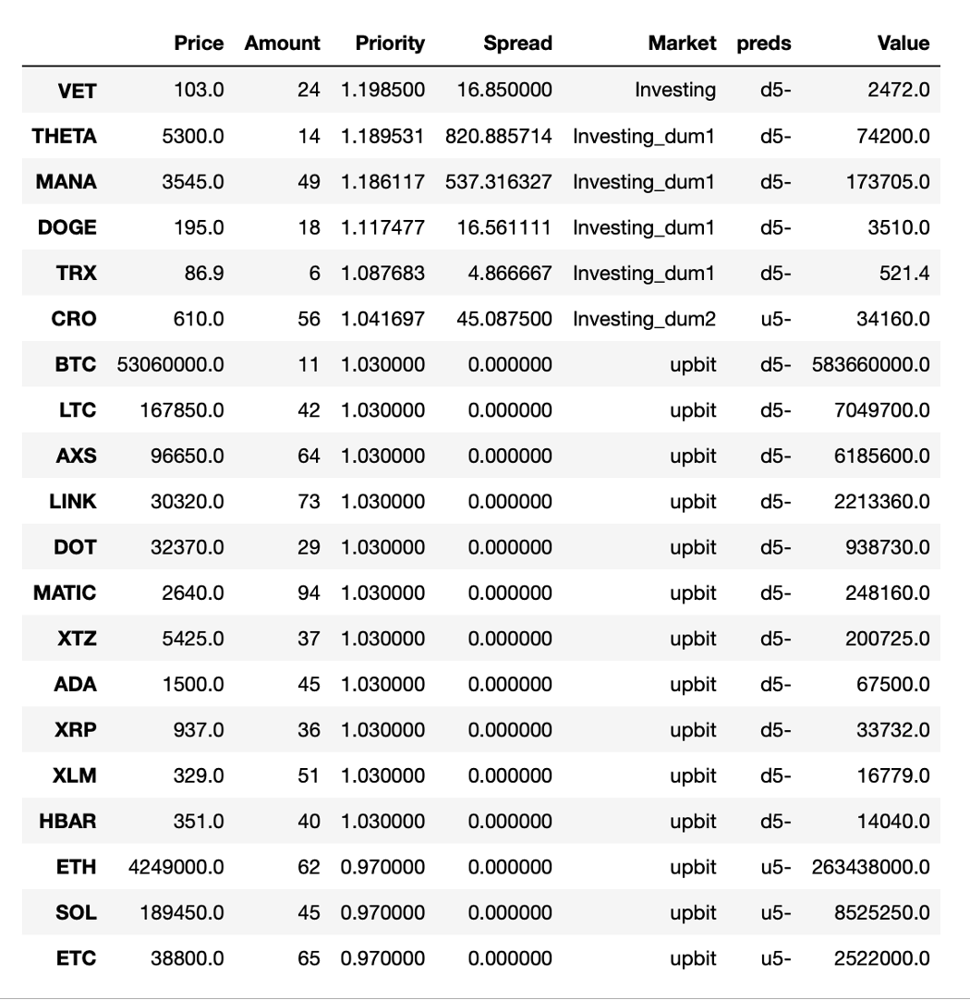 Price Amount Priority Spread Market preds Value
VET 103.0 24 1.198500 16.850000 Investing d5- 2472.0
THETA 5300.0 14 1.189531 820.885714 Investing_dum1 d5- 74200.0
MANA 3545.0 49 1.186117 537.316327 Investing_dum1 d5- 173705.0
DOGE 195.0 18 1.117477 16.561111 Investing_dum1 d5- 3510.0
TRX 86.9 6 1.087683 4.866667 Investing_dum1 d5- 521.4
CRO 610.0 56 1.041697 45.087500 Investing_dum2 u5- 34160.0
BTC 53060000.0 11 1.030000 0.000000 upbit d5- 583660000.0
LTC 167850.0 42 1.030000 0.000000 upbit d5- 7049700.0
AXS 96650.0 64 1.030000 0.000000 upbit d5- 6185600.0
LINK 30320.0 73 1.030000 0.000000 upbit d5- 2213360.0
DOT 32370.0 29 1.030000 0.000000 upbit d5- 938730.0
MATIC 2640.0 94 1.030000 0.000000 upbit d5- 248160.0
XTZ 5425.0 37 1.030000 0.000000 upbit d5- 200725.0
ADA 1500.0 45 1.030000 0.000000 upbit d5- 67500.0
XRP 937.0 36 1.030000 0.000000 upbit d5- 33732.0
XLM 329.0 51 1.030000 0.000000 upbit d5- 16779.0
HBAR 351.0 40 1.030000 0.000000 upbit d5- 14040.0
ETH 4249000.0 62 0.970000 0.000000 upbit u5- 263438000.0
SOL 189450.0 45 0.970000 0.000000 upbit u5- 8525250.0
ETC 38800.0 65 0.970000 0.000000 upbit u5- 2522000.0